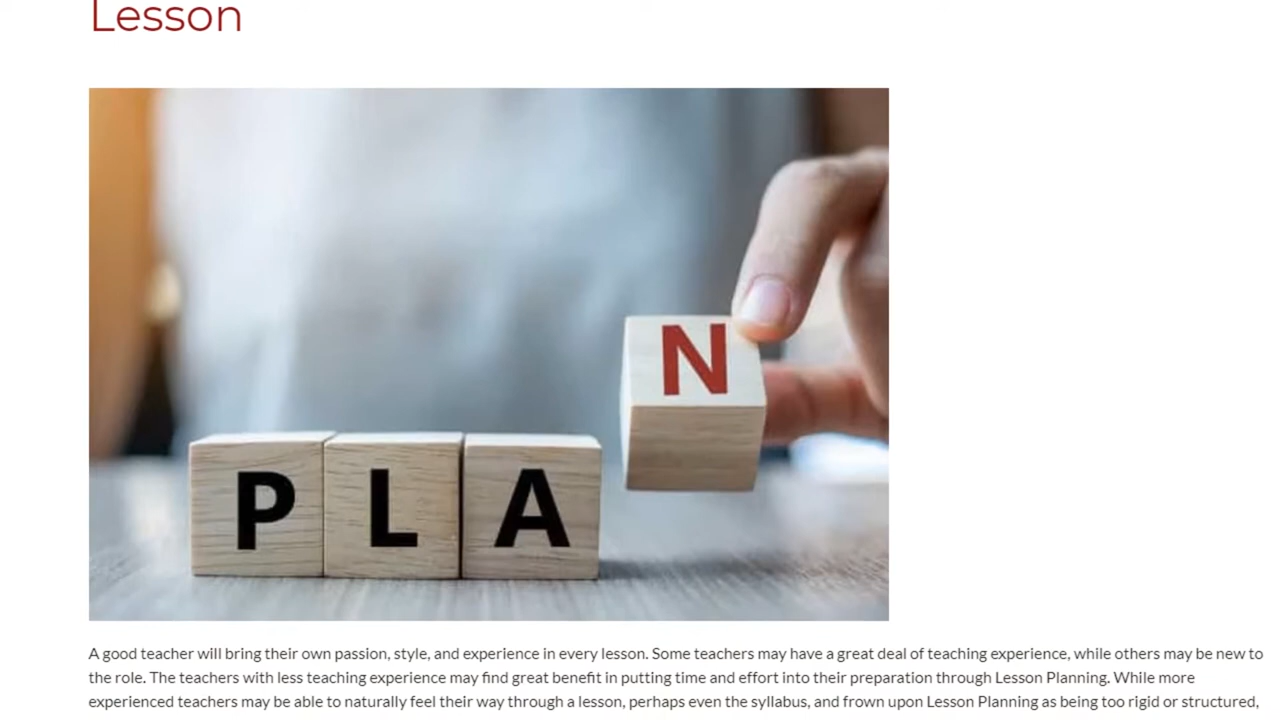 Lesson
PLAN
A good teacher will bring their own passion, style, and experience in every lesson. Some teachers may have a great deal of teaching experience, while others may be new to
the role. The teachers with less teaching experience may find great benefit in putting time and effort into their preparation through Lesson Planning. While more
experienced teachers may be able to naturally feel their way through a lesson, perhaps even the syllabus, and frown upon Lesson Planning as being too rigid or structured,